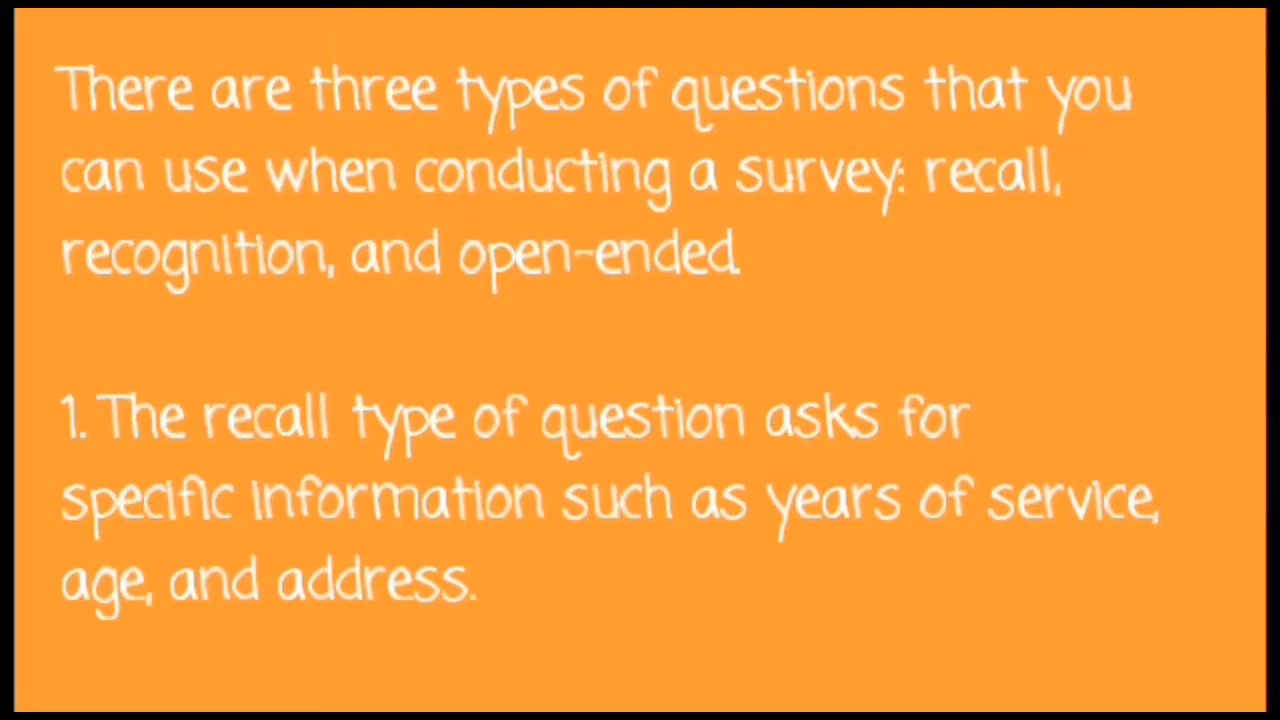 There are three types of questions that you
can use when conducting a survey: recall,
recognition, and open-ended.
1. The recall type of question asks for
specific information such as years of service,
age, and address.